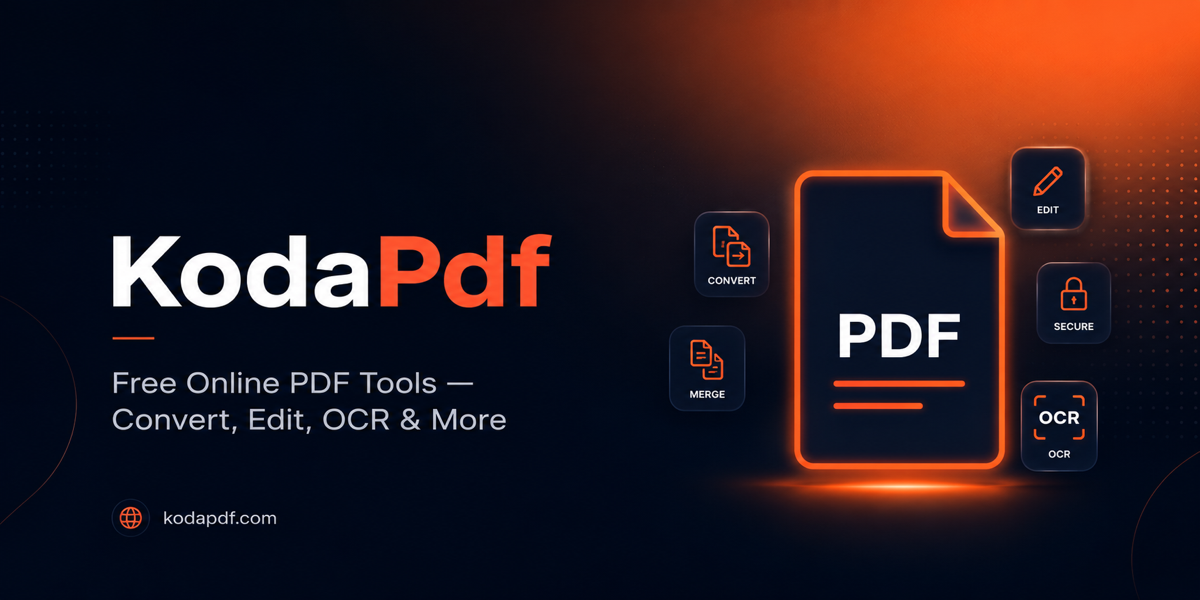 KodaPdf
Free Online PDF Tools —
Convert, Edit, OCR & More
kodapdf.com
CONVERT
MERGE
PDF
EDIT
SECURE
OCR
OCR